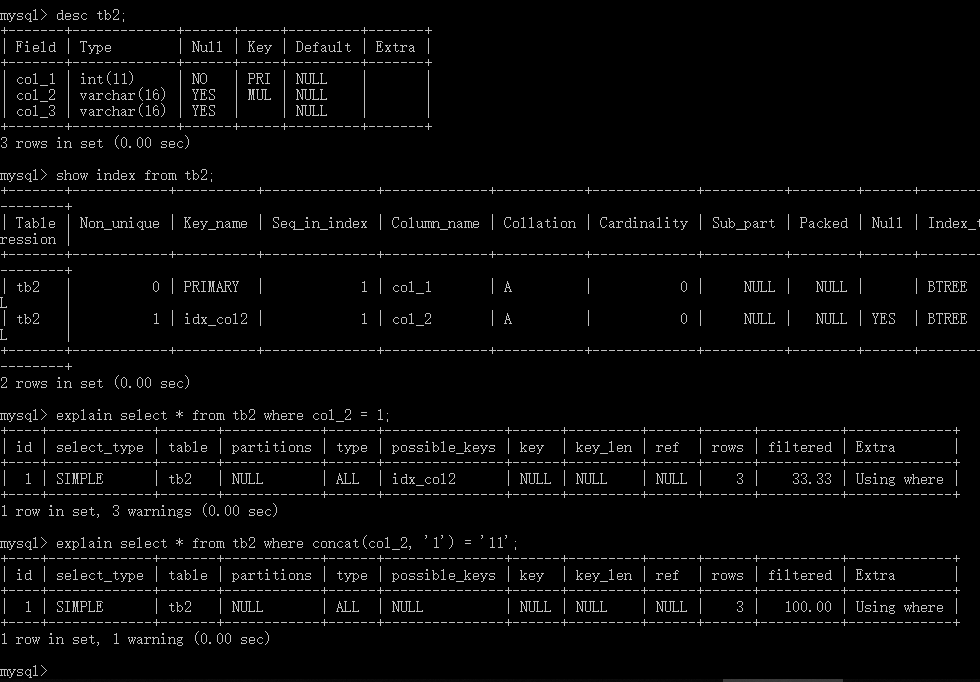 mysql> desc tb2;
+-------+-------------+------+-----+---------+-------+
| Field | Type        | Null | Key | Default | Extra |
+-------+-------------+------+-----+---------+-------+
| col_1 | int(11)     | NO   | PRI | NULL    |       |
| col_2 | varchar(16) | YES  | MUL | NULL    |       |
| col_3 | varchar(16) | YES  |     | NULL    |       |
+-------+-------------+------+-----+---------+-------+
3 rows in set (0.00 sec)
mysql> show index from tb2;
| Table | Non_unique | Key_name | Seq_in_index | Column_name | Collation | Cardinality | Sub_part | Packed | Null | Index_t
ression |
| tb2   |          0 | PRIMARY  |            1 | col_1       | A         |           0 |     NULL |   NULL |      | BTREE
L
| tb2   |          1 | idx_col2 |            1 | col_2       | A         |           0 |     NULL |   NULL | YES  | BTREE
L
2 rows in set (0.00 sec)
mysql> explain select * from tb2 where col_2 = 1;
| id | select_type | table | partitions | type | possible_keys | key  | key_len | ref  | rows | filtered | Extra       |
|  1 | SIMPLE      | tb2   | NULL       | ALL  | idx_col2      | NULL | NULL    | NULL |    3 |    33.33 | Using where |
1 row in set, 3 warnings (0.00 sec)
mysql> explain select * from tb2 where concat(col_2, '1') = '11';
| id | select_type | table | partitions | type | possible_keys | key  | key_len | ref  | rows | filtered | Extra       |
|  1 | SIMPLE      | tb2   | NULL       | ALL  | NULL          | NULL | NULL    | NULL |    3 |   100.00 | Using where |
1 row in set, 1 warning (0.00 sec)
mysql>